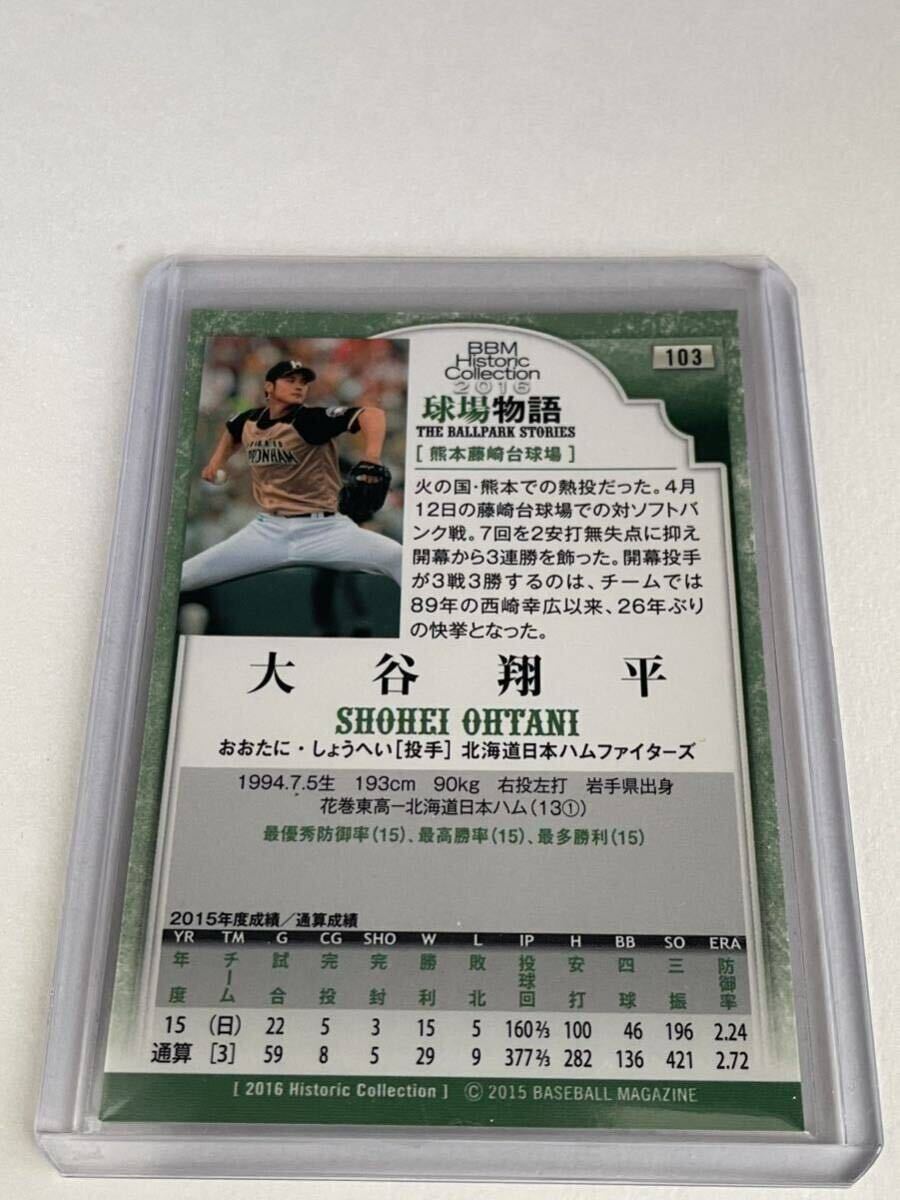 BBM
Historic
Collection
2016
103
球場物語
THE BALLPARK STORIES
[ 熊本藤崎台球場 ]
火の国・熊本での熱投だった。4月
12日の藤崎台球場での対ソフトバ
ンク戦。7回を2安打無失点に抑え
開幕から3連勝を飾った。開幕投手
が3戦3勝するのは、チームでは
89年の西崎幸広以来、26年ぶり
の快挙となった。
大谷翔平
SHOHEI OHTANI
おおたに・しょうへい[投手] 北海道日本ハムファイターズ
1994.7.5生 193cm 90kg 右投左打 岩手県出身
花巻東高ー北海道日本ハム(13①)
最優秀防御率(15)、最高勝率(15)、最多勝利(15)
2015年度成績/通算成績
YR TM G CG SHO W L IP H BB SO ERA
年度 チーム 試合 完投 完封 勝利 敗北 投球回 安打 四球 三振 防御率
15 (日) 22 5 3 15 5 160⅔ 100 46 196 2.24
通算 [3] 59 8 5 29 9 377⅔ 282 136 421 2.72
[ 2016 Historic Collection ] © 2015 BASEBALL MAGAZINE